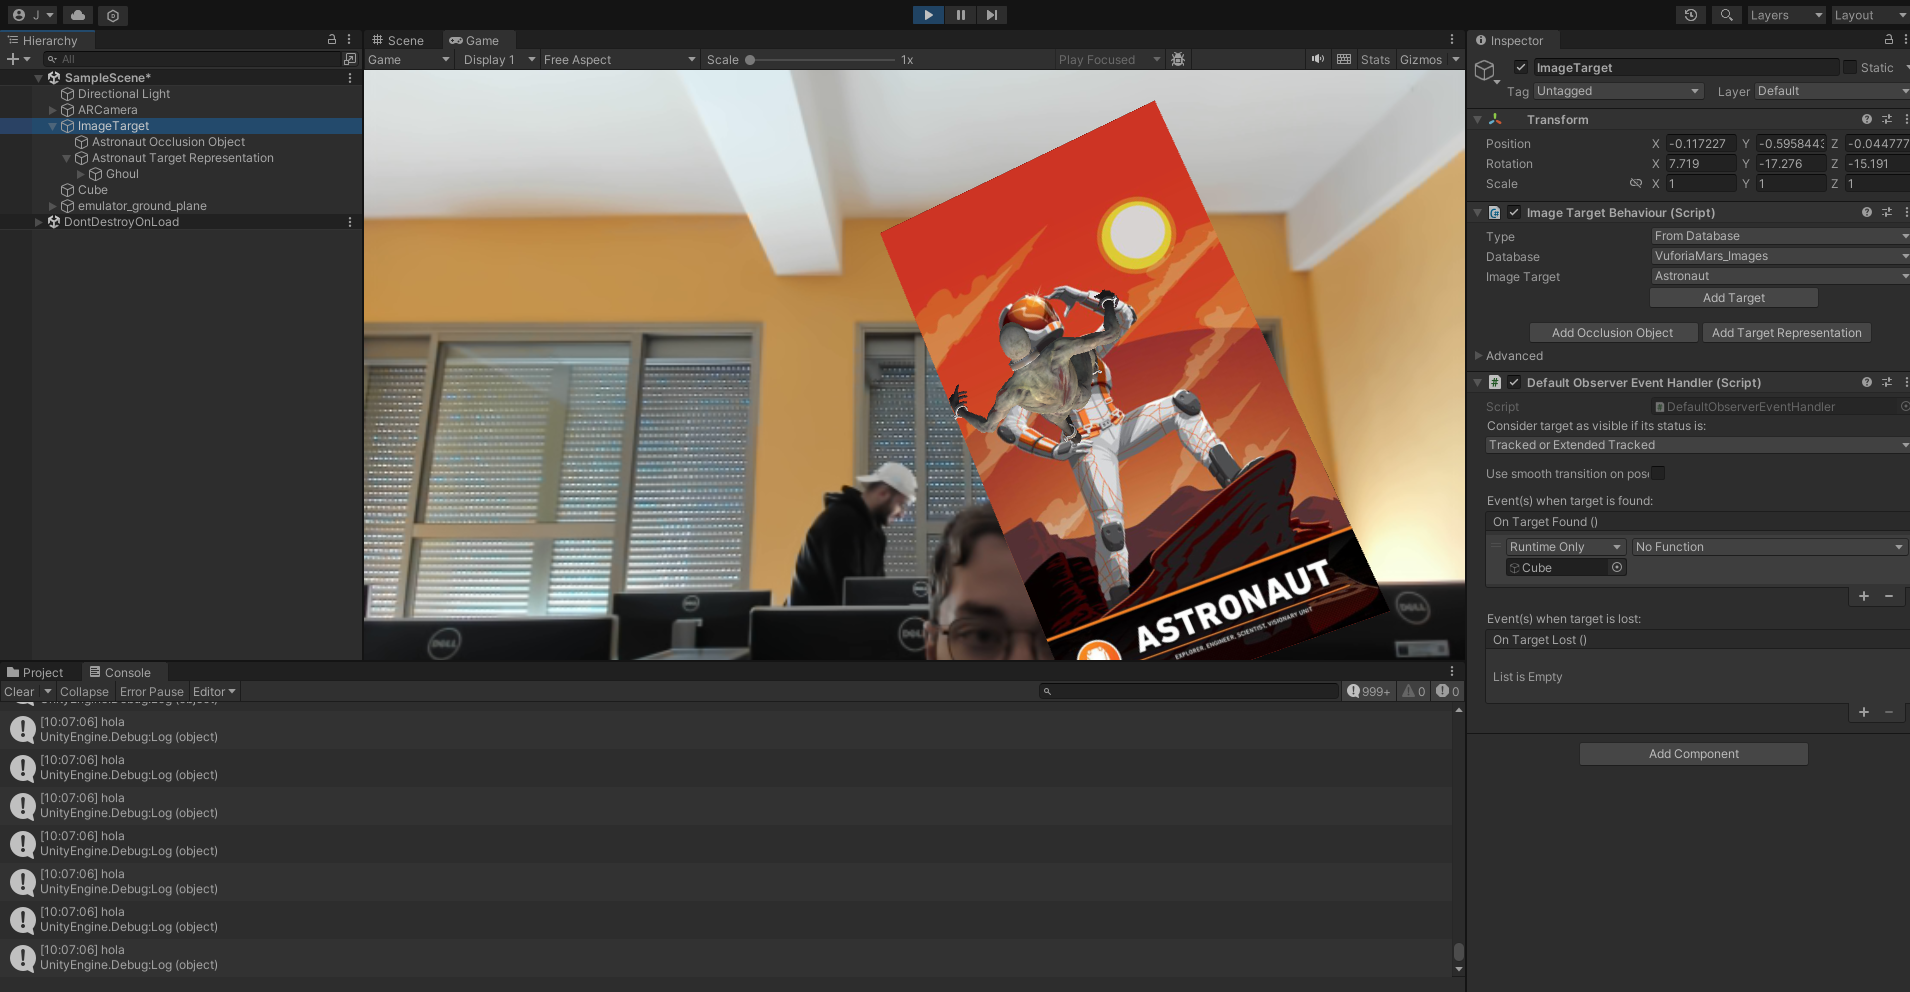 J
Layers
Layout
Hierarchy
Scene
Game
Inspector
All
Game
Display 1
Free Aspect
Scale
1x
Play Focused
Stats
Gizmos
ImageTarget
Static
Tag
Untagged
Layer
Default
SampleScene*
Directional Light
ARCamera
ImageTarget
Astronaut Occlusion Object
Astronaut Target Representation
Ghoul
Cube
emulator_ground_plane
DontDestroyOnLoad
Transform
Position
X
-0.117227
Y
-0.5958443
Z
-0.044777
Rotation
X
7.719
Y
-17.276
Z
-15.191
Scale
X
1
Y
1
Z
1
Image Target Behaviour (Script)
Type
From Database
Database
VuforiaMars_Images
Image Target
Astronaut
Add Target
Add Occlusion Object
Add Target Representation
Advanced
Default Observer Event Handler (Script)
Script
DefaultObserverEventHandler
Consider target as visible if its status is:
Tracked or Extended Tracked
Use smooth transition on pos
Event(s) when target is found:
On Target Found ()
Runtime Only
No Function
Cube
Event(s) when target is lost:
On Target Lost ()
List is Empty
Add Component
ASTRONAUT
EXPLORER, ENGINEER, SCIENTIST, VISIONARY UNIT
DELL
DELL
DELL
Project
Console
Clear
Collapse
Error Pause
Editor
999+
0
0
UnityEngine.Debug:Log (object)
[10:07:06] hola
UnityEngine.Debug:Log (object)
[10:07:06] hola
UnityEngine.Debug:Log (object)
[10:07:06] hola
UnityEngine.Debug:Log (object)
[10:07:06] hola
UnityEngine.Debug:Log (object)
[10:07:06] hola
UnityEngine.Debug:Log (object)
[10:07:06] hola
UnityEngine.Debug:Log (object)
[10:07:06] hola
UnityEngine.Debug:Log (object)